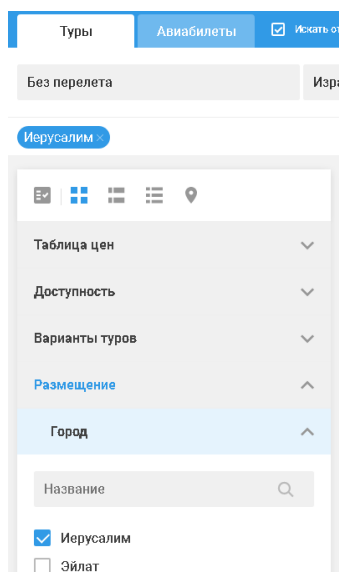 Туры Авиабилеты Искать от
Без перелета Изра
Иерусалим ×
Таблица цен
Доступность
Варианты туров
Размещение
Город
Название
Иерусалим
Эйлат